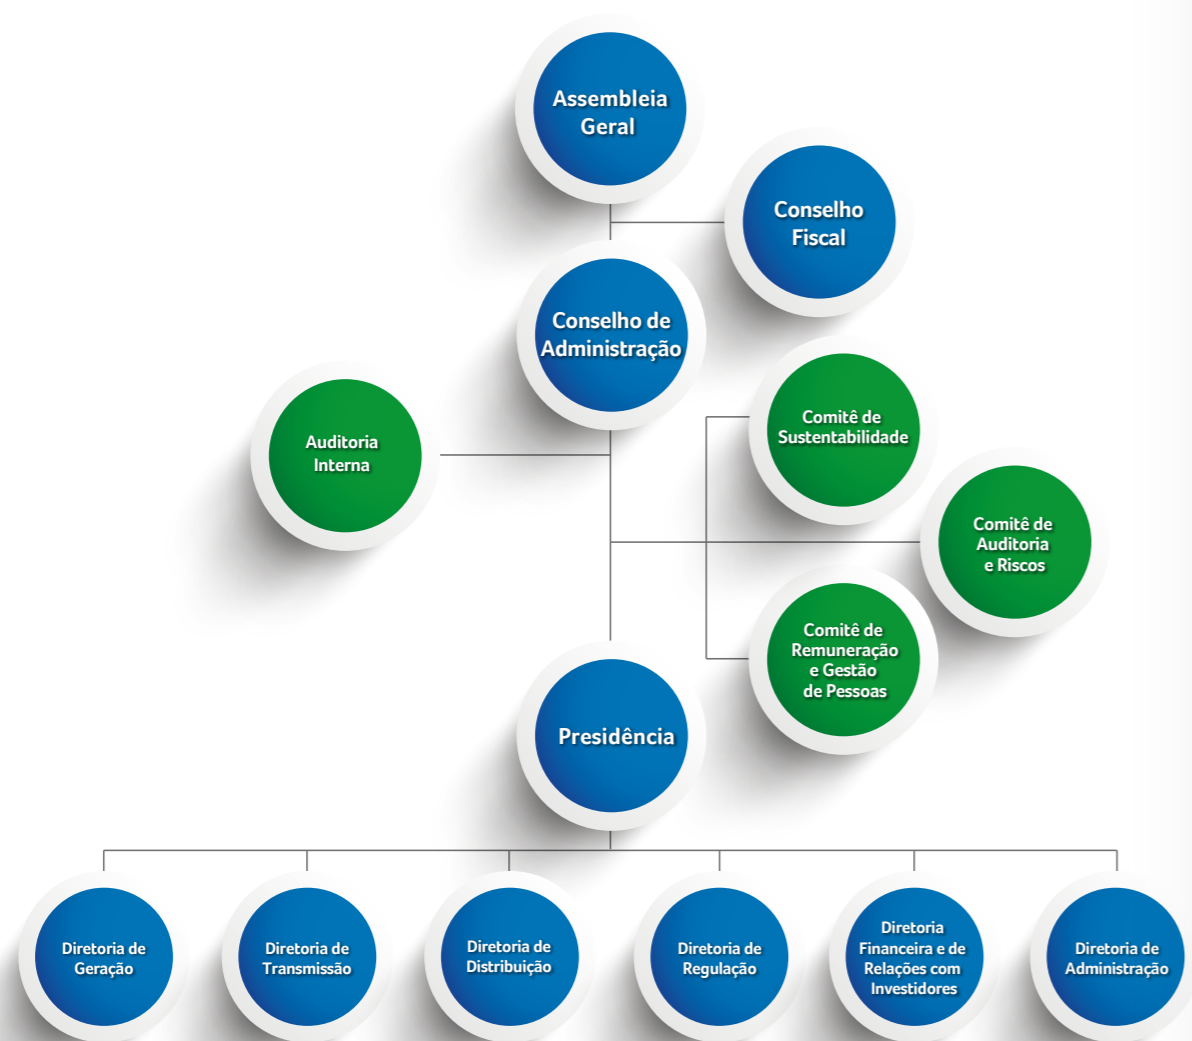 Assembleia
Geral
Conselho
Fiscal
Conselho de
Administração
Auditoria
Interna
Comitê de
Sustentabilidade
Comitê de
Auditoria
e Riscos
Comitê de
Remuneração
e Gestão
de Pessoas
Presidência
Diretoria de
Geração
Diretoria de
Transmissão
Diretoria de
Distribuição
Diretoria de
Regulação
Diretoria
Financeira e de
Relações com
Investidores
Diretoria de
Administração